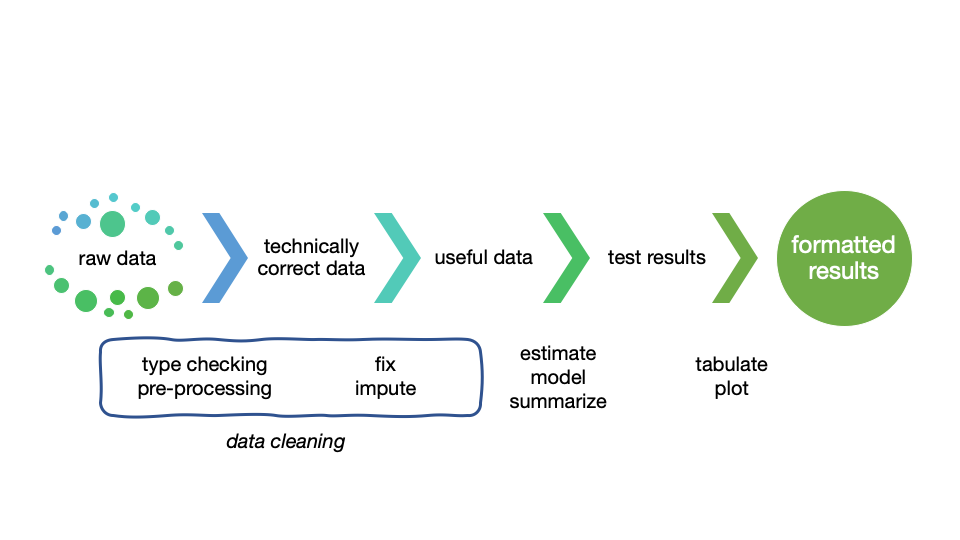 raw data
technically
correct data
useful data
test results
formatted
results
type checking
pre-processing
fix
impute
estimate
model
summarize
tabulate
plot
data cleaning